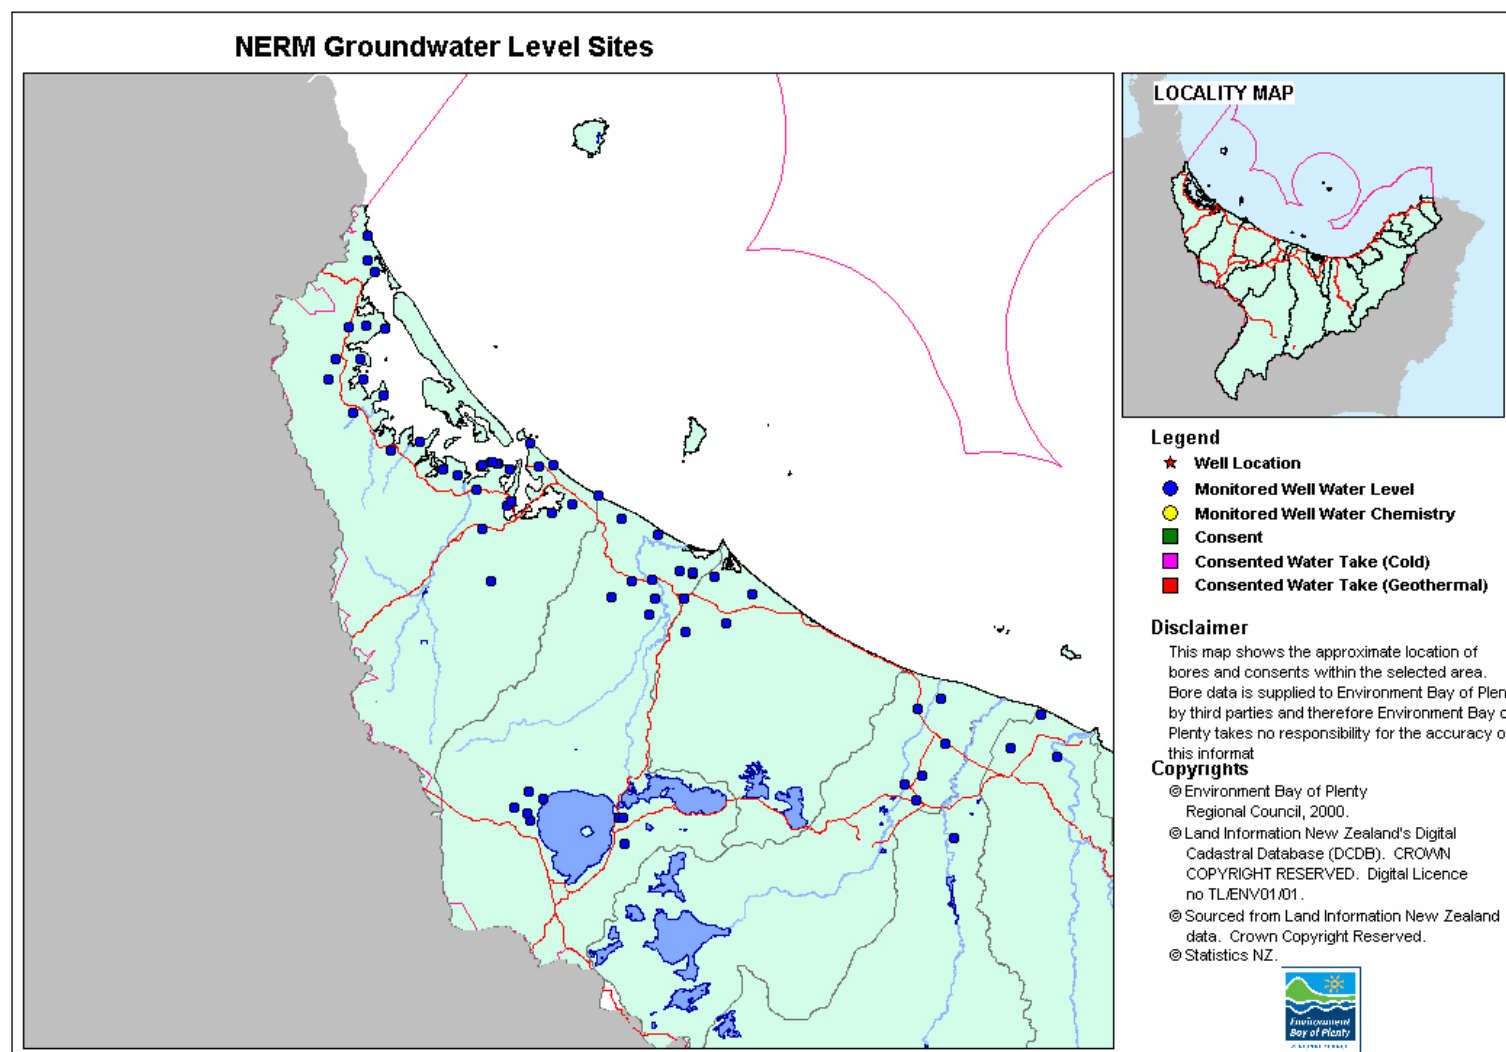 NERM Groundwater Level Sites
LOCALITY MAP
Legend
Well Location
Monitored Well Water Level
Monitored Well Water Chemistry
Consent
Consented Water Take (Cold)
Consented Water Take (Geothermal)
Disclaimer
This map shows the approximate location of
bores and consents within the selected area.
Bore data is supplied to Environment Bay of Plen
by third parties and therefore Environment Bay o
Plenty takes no responsibility for the accuracy o
this informat
Copyrights
© Environment Bay of Plenty
Regional Council, 2000.
© Land Information New Zealand's Digital
Cadastral Database (DCDB). CROWN
COPYRIGHT RESERVED. Digital Licence
no TL/ENV01/01.
© Sourced from Land Information New Zealand
data. Crown Copyright Reserved.
© Statistics NZ.
Environment
Bay of Plenty